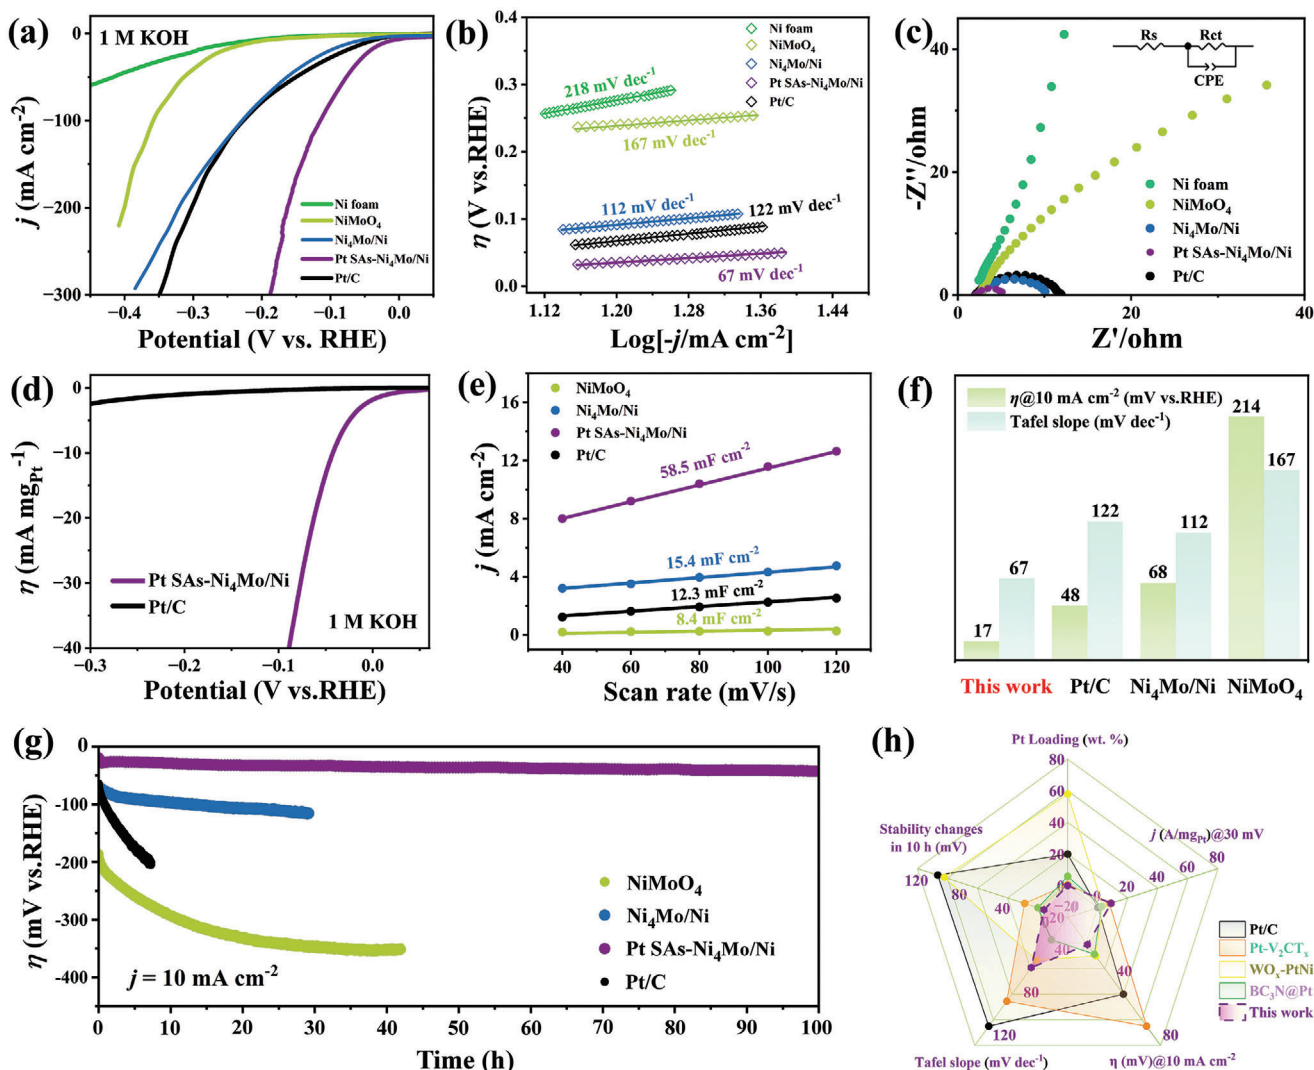 (a)
1 M KOH
0
−50
−100
−200
−300
j (mA cm⁻²)
Ni foam
NiMoO₄
Ni₄Mo/Ni
Pt SAs-Ni₄Mo/Ni
Pt/C
−0.4 −0.3 −0.2 −0.1 0.0
Potential (V vs. RHE)
(b)
0.4
0.3
0.2
0.1
0.0
η (V vs.RHE)
Ni foam
NiMoO₄
Ni₄Mo/Ni
Pt SAs-Ni₄Mo/Ni
Pt/C
218 mV dec⁻¹
167 mV dec⁻¹
112 mV dec⁻¹
122 mV dec⁻¹
67 mV dec⁻¹
1.12 1.20 1.28 1.36 1.44
Log[-j/mA cm⁻²]
(c)
40
20
0
-Z''/ohm
Rs Rct
CPE
Ni foam
NiMoO₄
Ni₄Mo/Ni
Pt SAs-Ni₄Mo/Ni
Pt/C
0 20 40
Z'/ohm
(d)
0
−10
−20
−30
−40
η (mA mg_Pt⁻¹)
Pt SAs-Ni₄Mo/Ni
Pt/C
1 M KOH
−0.3 −0.2 −0.1 0.0
Potential (V vs.RHE)
(e)
16
12
8
4
0
j (mA cm⁻²)
NiMoO₄
Ni₄Mo/Ni
Pt SAs-Ni₄Mo/Ni
Pt/C
58.5 mF cm⁻²
15.4 mF cm⁻²
12.3 mF cm⁻²
8.4 mF cm⁻²
40 60 80 100 120
Scan rate (mV/s)
(f)
η@10 mA cm⁻² (mV vs.RHE)
Tafel slope (mV dec⁻¹)
17 67 48 122 68 112 214 167
This work Pt/C Ni₄Mo/Ni NiMoO₄
(g)
0
-100
-200
-300
-400
η (mV vs.RHE)
NiMoO₄
Ni₄Mo/Ni
Pt SAs-Ni₄Mo/Ni
Pt/C
j = 10 mA cm⁻²
0 10 20 30 40 50 60 70 80 90 100
Time (h)
(h)
Pt Loading (wt. %)
80
60
40
20
0
−20
j (A/mg_Pt)@30 mV
0 20 40 60 80
Stability changes
in 10 h (mV)
120 80 40
40 80 120
Tafel slope (mV dec⁻¹)
40 80
η (mV)@10 mA cm⁻²
Pt/C
Pt-V₂CTₓ
WOₓ-PtNi
BC₃N@Pt
This work